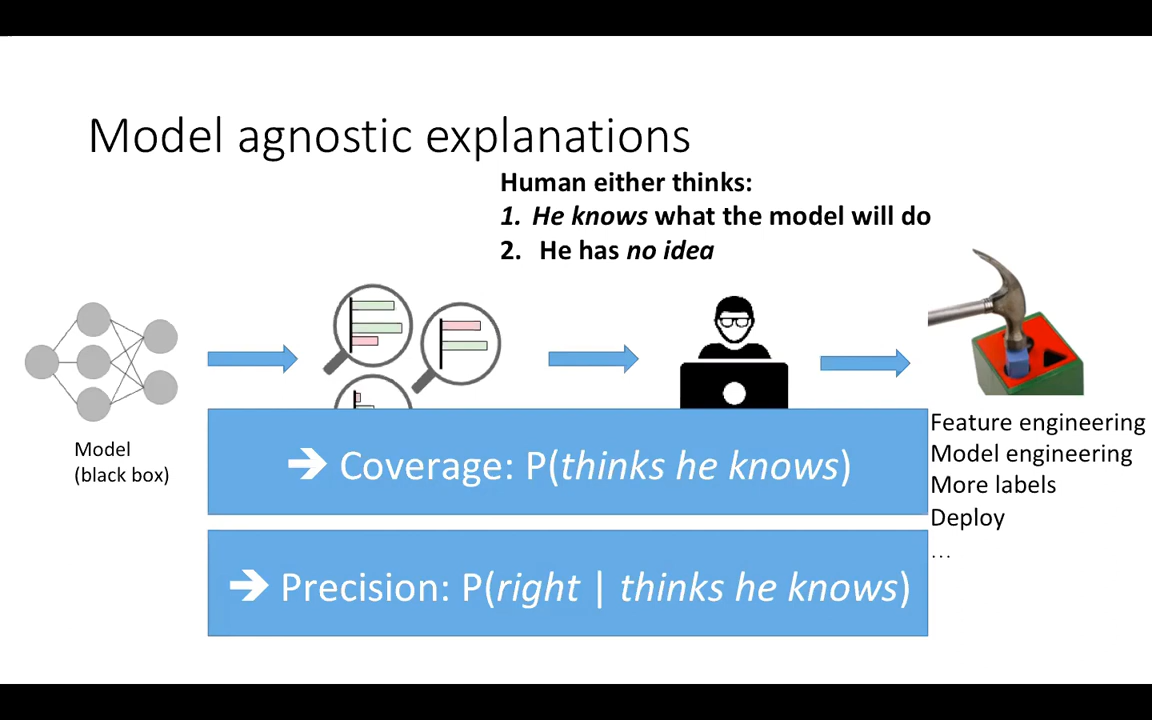 Model agnostic explanations
Human either thinks:
1. He knows what the model will do
2. He has no idea
Model
(black box)
➔ Coverage: P(thinks he knows)
➔ Precision: P(right | thinks he knows)
Feature engineering
Model engineering
More labels
Deploy
…